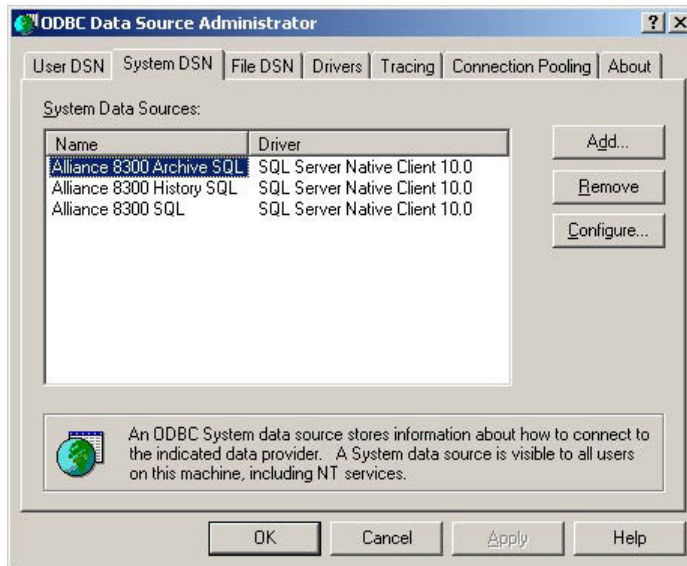 ODBC Data Source Administrator
User DSN System DSN File DSN Drivers Tracing Connection Pooling About
System Data Sources:
Name Driver
Alliance 8300 Archive SQL SQL Server Native Client 10.0
Alliance 8300 History SQL SQL Server Native Client 10.0
Alliance 8300 SQL SQL Server Native Client 10.0
Add...
Remove
Configure...
An ODBC System data source stores information about how to connect to
the indicated data provider. A System data source is visible to all users
on this machine, including NT services.
OK Cancel Apply Help